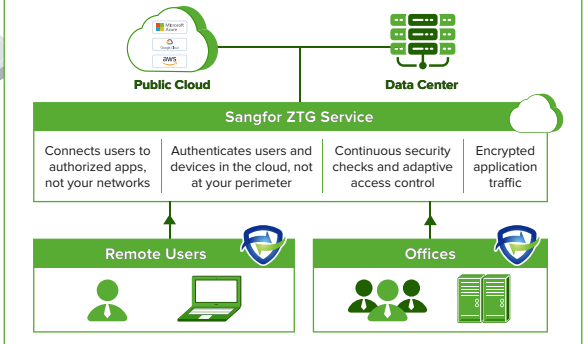 Microsoft
Azure
Google Cloud
aws
Public Cloud
Data Center
Sangfor ZTG Service
Connects users to
authorized apps,
not your networks
Authenticates users and
devices in the cloud, not
at your perimeter
Continuous security
checks and adaptive
access control
Encrypted
application
traffic
Remote Users
Offices